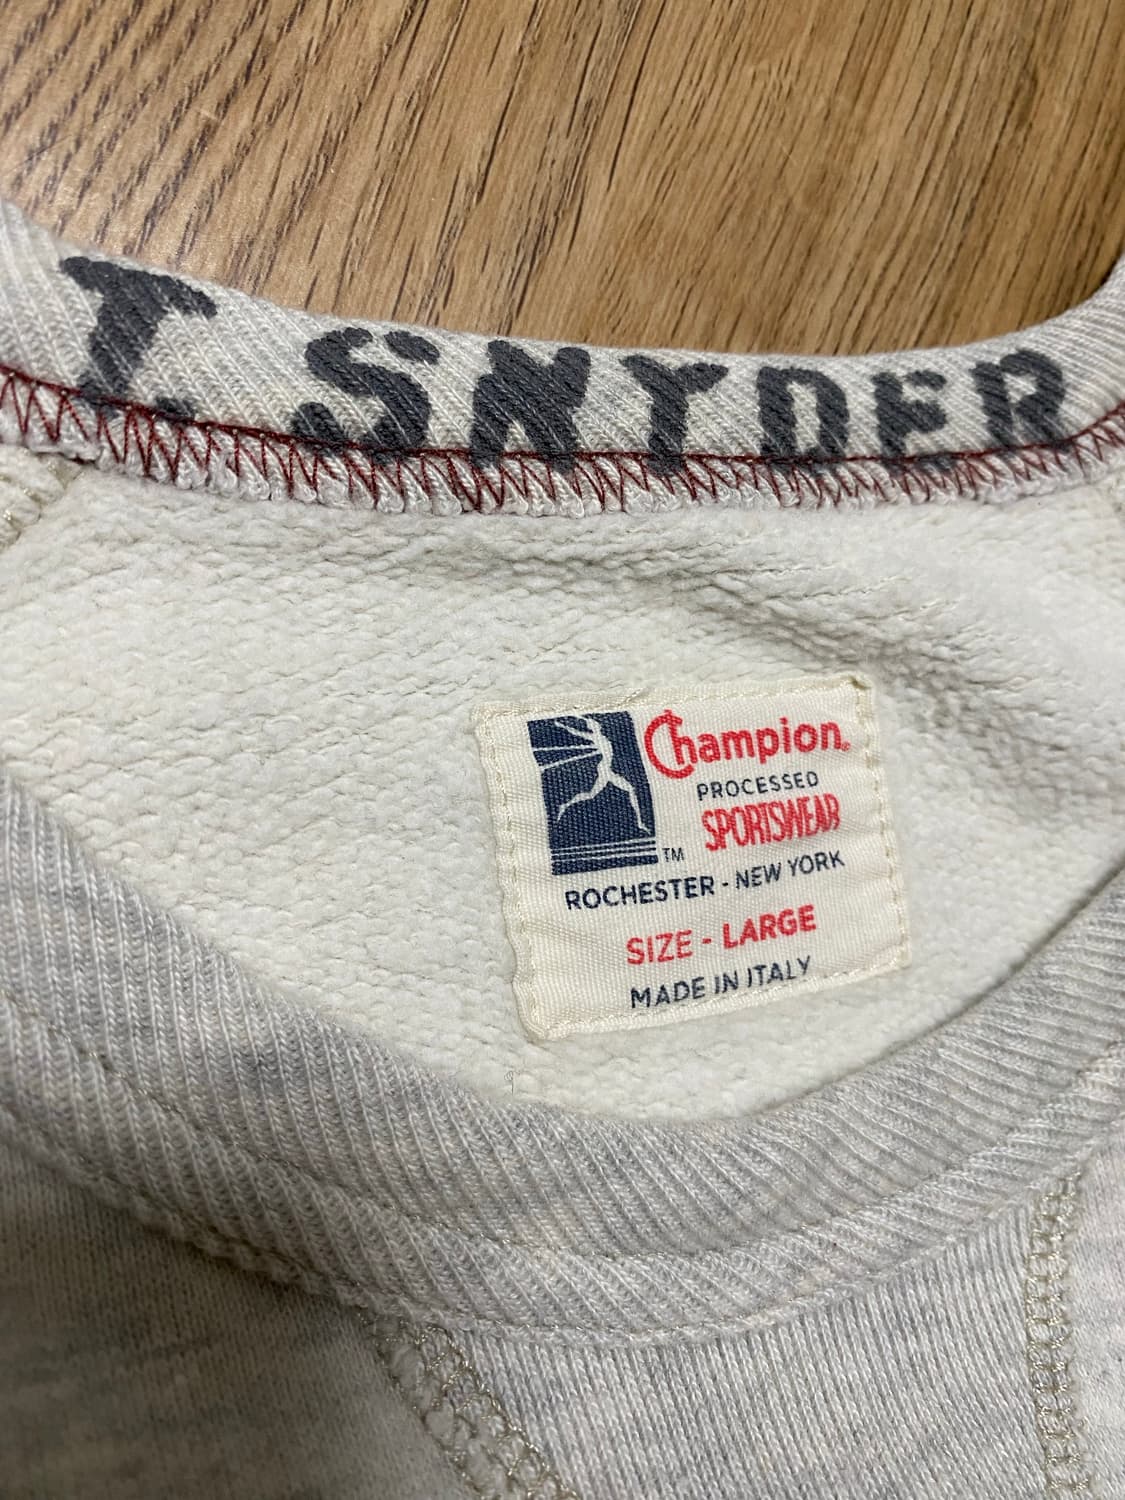 T. SNYDER
Champion®
PROCESSED
SPORTSWEAR
TM
ROCHESTER - NEW YORK
SIZE - LARGE
MADE IN ITALY